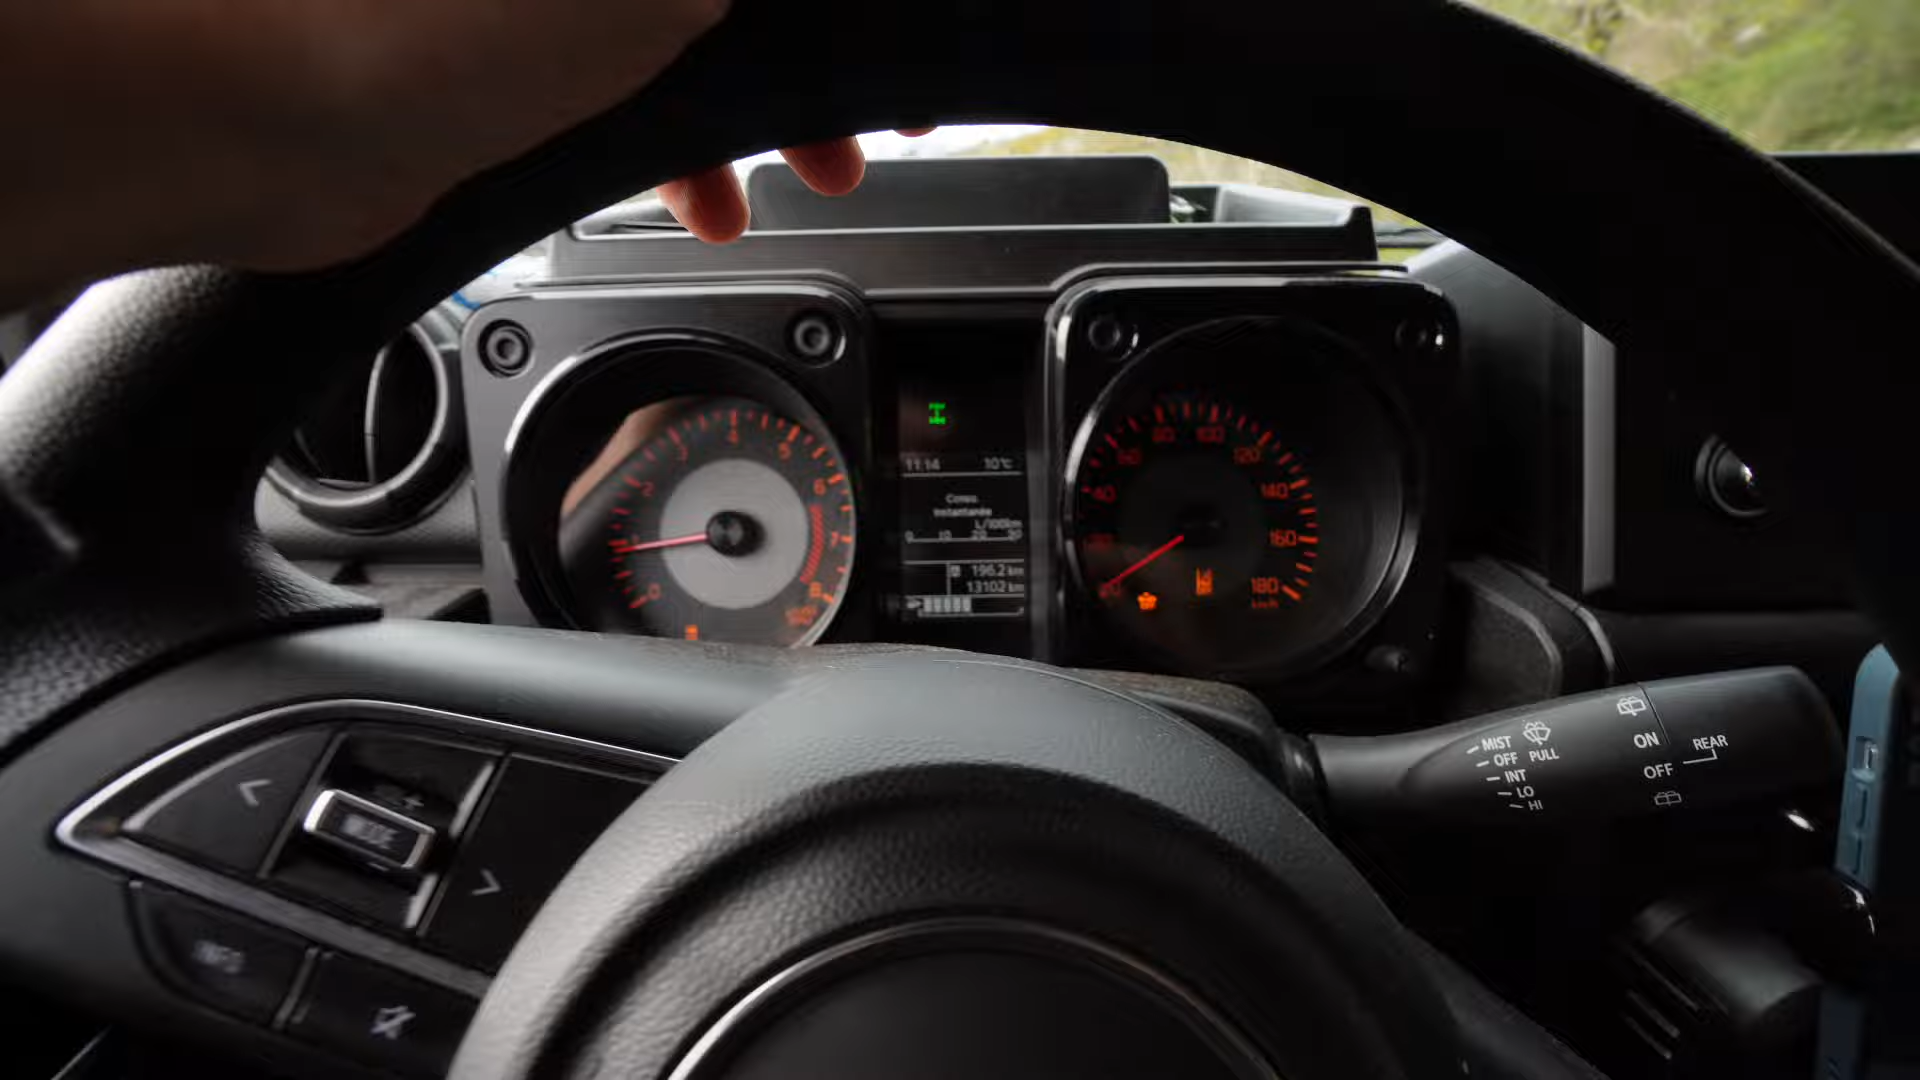 0
1
2
3
4
5
6
7
8
11:14 10°C
Conso.
Instantanée
L/100km
0 10 20 30
196.2 km
13102 km
20
40
60
80
100
120
140
160
180
km/h
MIST
OFF PULL
INT
LO
HI
ON
OFF
REAR
MODE